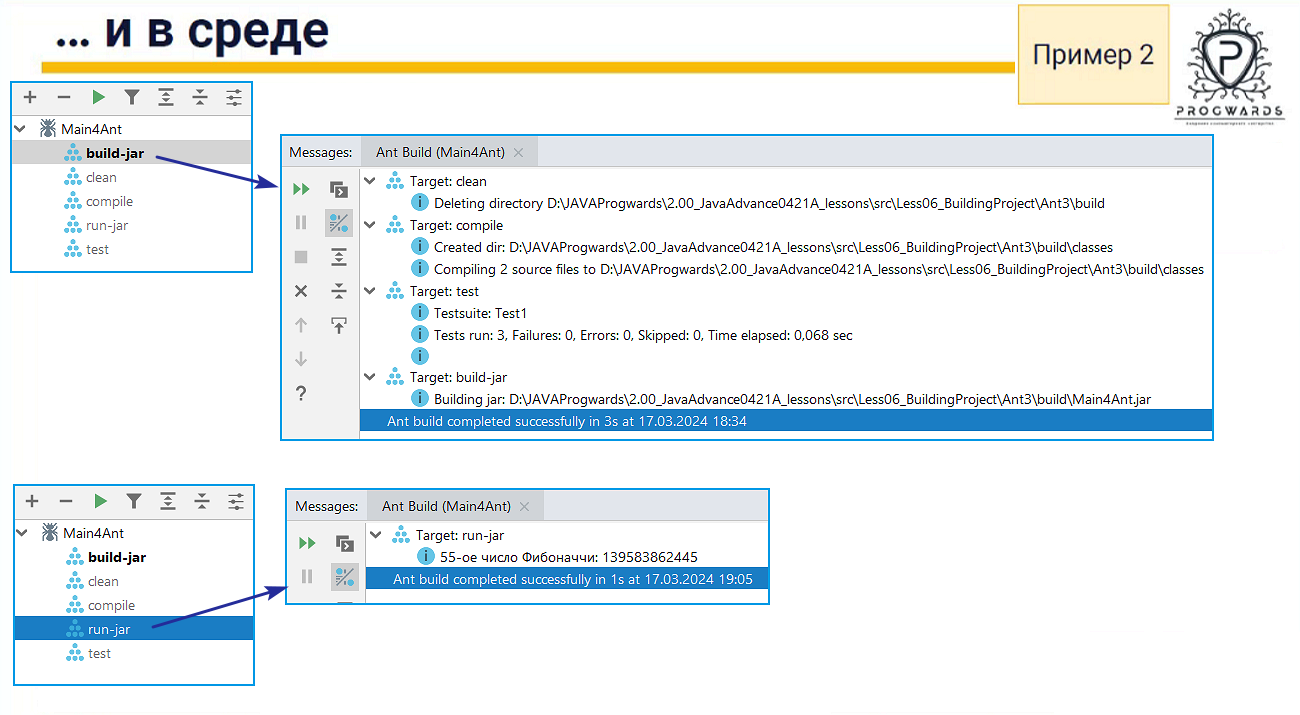 ... и в среде
Пример 2
PROGWARDS
Main4Ant
build-jar
clean
compile
run-jar
test
Messages: Ant Build (Main4Ant)
Target: clean
Deleting directory D:\JAVAProgwards\2.00_JavaAdvance0421A_lessons\src\Less06_BuildingProject\Ant3\build
Target: compile
Created dir: D:\JAVAProgwards\2.00_JavaAdvance0421A_lessons\src\Less06_BuildingProject\Ant3\build\classes
Compiling 2 source files to D:\JAVAProgwards\2.00_JavaAdvance0421A_lessons\src\Less06_BuildingProject\Ant3\build\classes
Target: test
Testsuite: Test1
Tests run: 3, Failures: 0, Errors: 0, Skipped: 0, Time elapsed: 0,068 sec
Target: build-jar
Building jar: D:\JAVAProgwards\2.00_JavaAdvance0421A_lessons\src\Less06_BuildingProject\Ant3\build\Main4Ant.jar
Ant build completed successfully in 3s at 17.03.2024 18:34
Main4Ant
build-jar
clean
compile
run-jar
test
Messages: Ant Build (Main4Ant)
Target: run-jar
55-ое число Фибоначчи: 139583862445
Ant build completed successfully in 1s at 17.03.2024 19:05